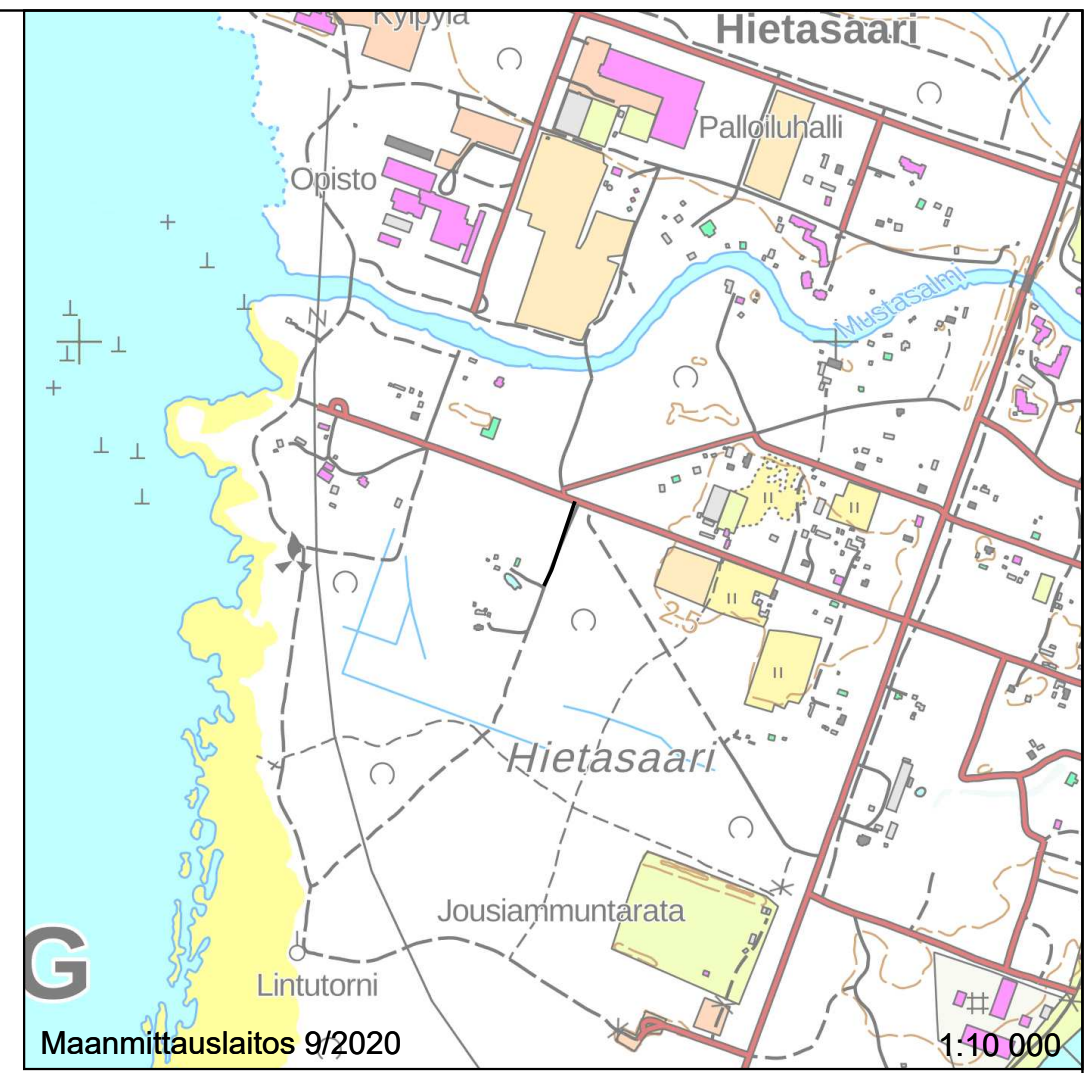 Kylpylä
Hietasaari
Palloiluhalli
Opisto
Mustasalmi
N
2.5
Hietasaari
Jousiammuntarata
G
Lintutorni
Maanmittauslaitos 9/2020
1:10 000